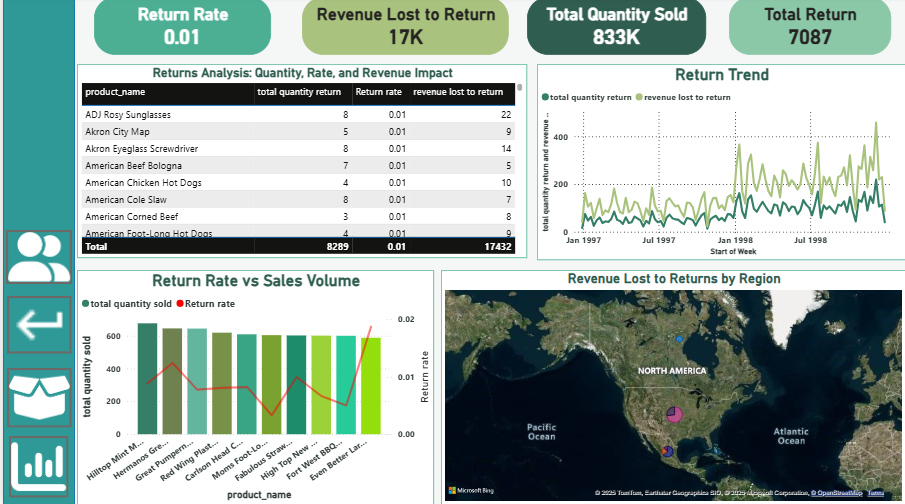 Return Rate
0.01
Revenue Lost to Return
17K
Total Quantity Sold
833K
Total Return
7087
Returns Analysis: Quantity, Rate, and Revenue Impact
product_name total quantity return Return rate revenue lost to return
ADJ Rosy Sunglasses 8 0.01 22
Akron City Map 5 0.01 9
Akron Eyeglass Screwdriver 8 0.01 14
American Beef Bologna 7 0.01 5
American Chicken Hot Dogs 4 0.01 10
American Cole Slaw 8 0.01 7
American Corned Beef 3 0.01 8
American Foot-Long Hot Dogs 4 0.01 9
Total 8289 0.01 17432
Return Trend
total quantity return revenue lost to return
total quantity return and revenue ...
400
200
0
Jan 1997 Jul 1997 Jan 1998 Jul 1998
Start of Week
Return Rate vs Sales Volume
total quantity sold Return rate
total quantity sold
600
400
200
0
0.02
0.01
0.00
Return rate
Hilltop Mint M...
Hermanos Gre...
Great Pumpern...
Red Wing Plast...
Carlson Head C...
Moms Foot-Lo...
Fabulous Straw...
High Top New ...
Fort West BBQ...
Even Better Lar...
product_name
Revenue Lost to Returns by Region
NORTH AMERICA
Pacific
Ocean
Atlantic
Ocean
Microsoft Bing
© 2025 TomTom, Earthstar Geographics SIO, © 2025 Microsoft Corporation, © OpenStreetMap Terms